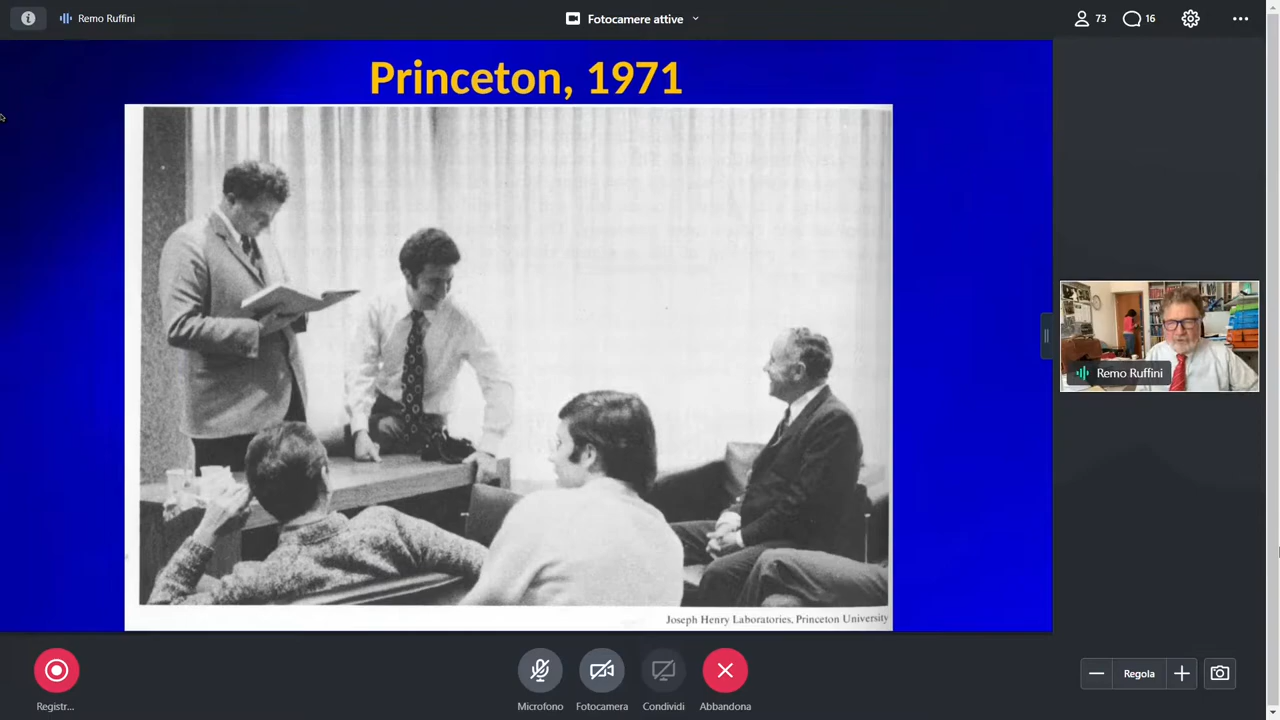 Remo Ruffini
Fotocamere attive
73
16
Princeton, 1971
Remo Ruffini
Joseph Henry Laboratories, Princeton University
Registr...
Microfono
Fotocamera
Condividi
Abbandona
Regola